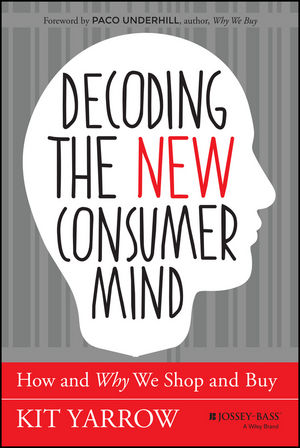 Foreword by PACO UNDERHILL, author, Why We Buy
DECODING
THE NEW
CONSUMER
MIND
How and Why We Shop and Buy
KIT YARROW
JOSSEY-BASS
A Wiley Brand